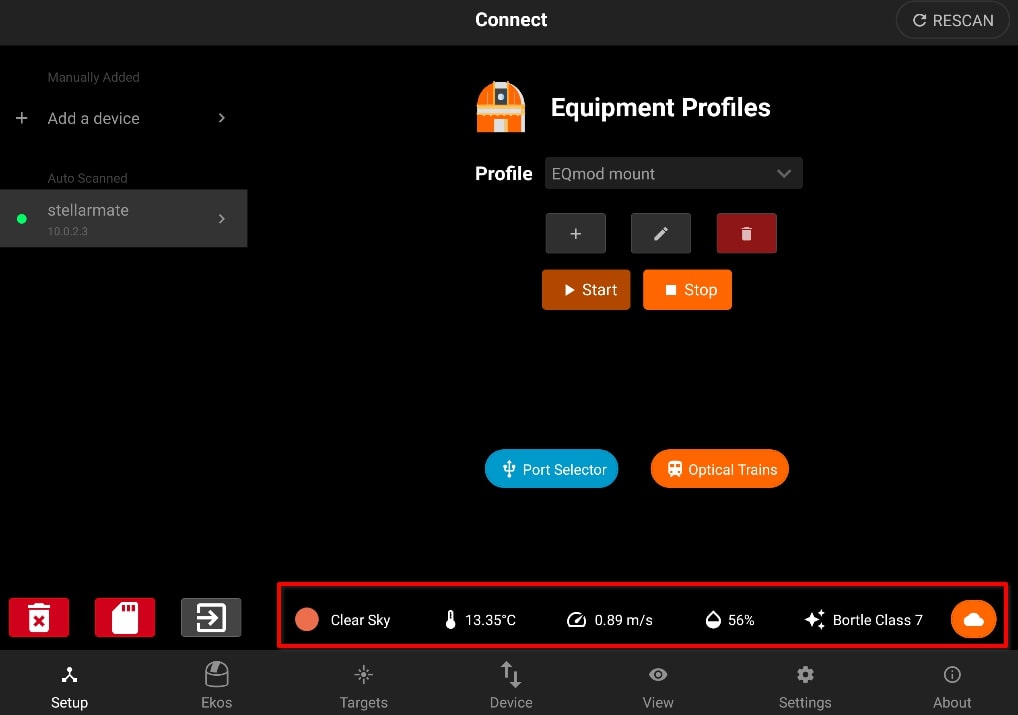 Connect
RESCAN
Manually Added
Add a device
Auto Scanned
stellarmate
10.0.2.3
Equipment Profiles
Profile
EQmod mount
Start
Stop
Port Selector
Optical Trains
Clear Sky
13.35°C
0.89 m/s
56%
Bortle Class 7
Setup
Ekos
Targets
Device
View
Settings
About